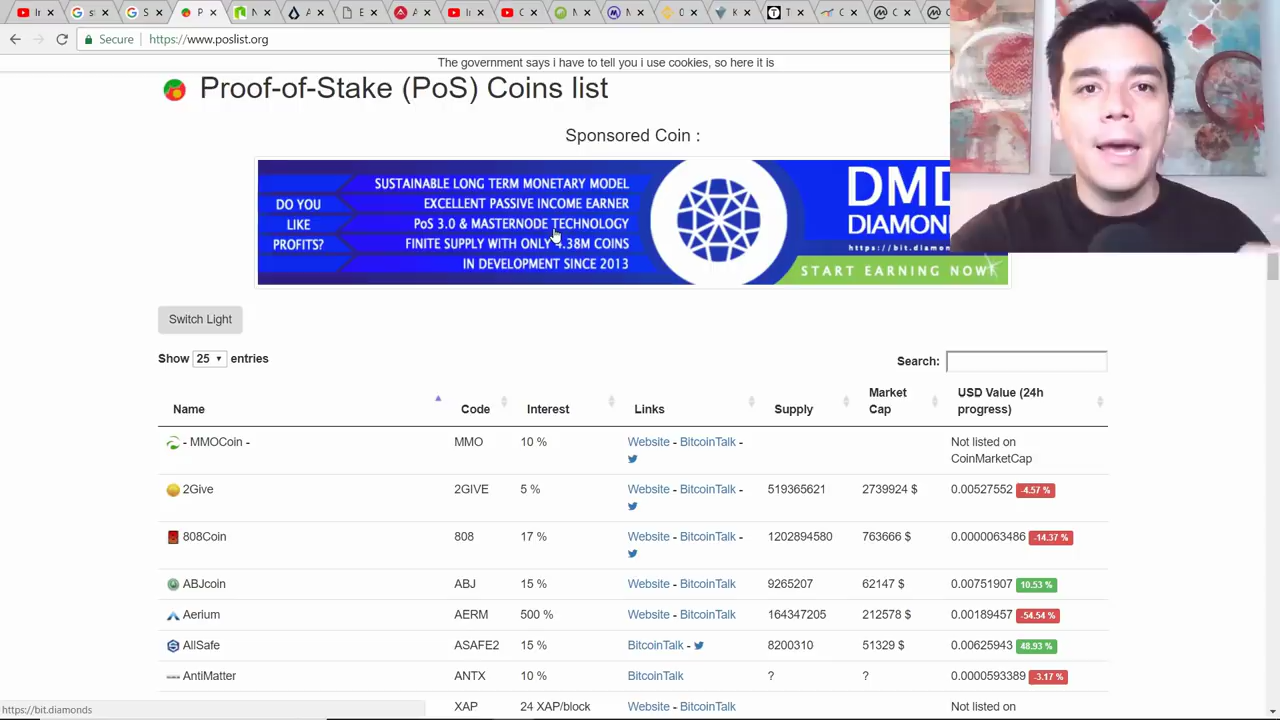 In
st
S
P
N
A
E
A
In
C
M
M
0
T
T
C
C
Secure https://www.poslist.org
The government says i have to tell you i use cookies, so here it is
Proof-of-Stake (PoS) Coins list
Sponsored Coin :
DO YOU
LIKE
PROFITS?
SUSTAINABLE LONG TERM MONETARY MODEL
EXCELLENT PASSIVE INCOME EARNER
PoS 3.0 & MASTERNODE TECHNOLOGY
FINITE SUPPLY WITH ONLY 4.38M COINS
IN DEVELOPMENT SINCE 2013
DMD
DIAMON
https://bit.diamon
START EARNING NOW!
Switch Light
Show 25 entries
Search:
Name Code Interest Links Supply Market Cap USD Value (24h progress)
- MMOCoin - MMO 10 % Website - BitcoinTalk - Not listed on CoinMarketCap
2Give 2GIVE 5 % Website - BitcoinTalk - 519365621 2739924 $ 0.00527552 -4.57 %
808Coin 808 17 % Website - BitcoinTalk - 1202894580 763666 $ 0.0000063486 -14.37 %
ABJcoin ABJ 15 % Website - BitcoinTalk 9265207 62147 $ 0.00751907 10.53 %
Aerium AERM 500 % Website - BitcoinTalk 164347205 212578 $ 0.00189457 -54.54 %
AllSafe ASAFE2 15 % BitcoinTalk - 8200310 51329 $ 0.00625943 48.93 %
AntiMatter ANTX 10 % BitcoinTalk ? ? 0.0000593389 -3.17 %
XAP 24 XAP/block Website - BitcoinTalk Not listed on
https://bit.diamonds